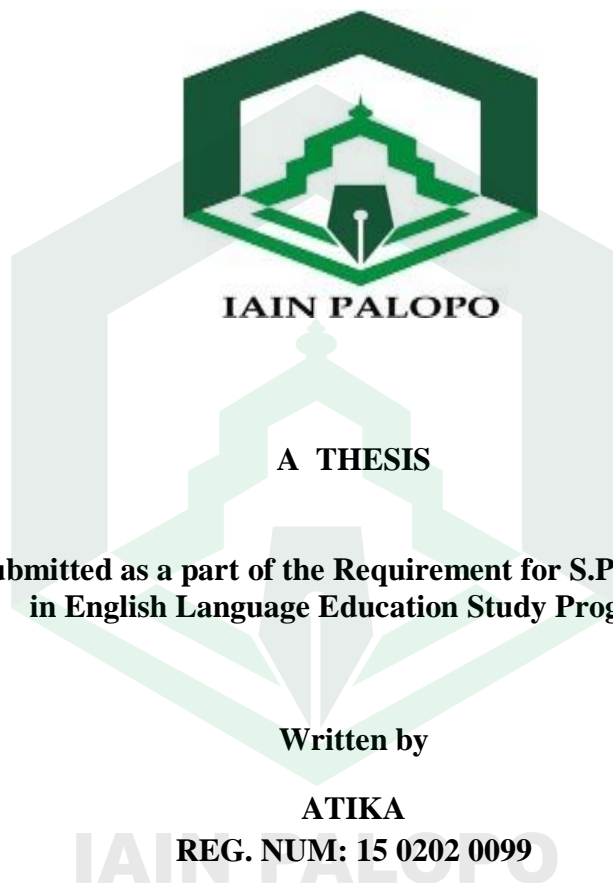 IAIN PALOPO
A THESIS
ubmitted as a part of the Requirement for S.P
in English Language Education Study Prog
Written by
ATIKA
REG. NUM: 15 0202 0099
IAIN PALOPO